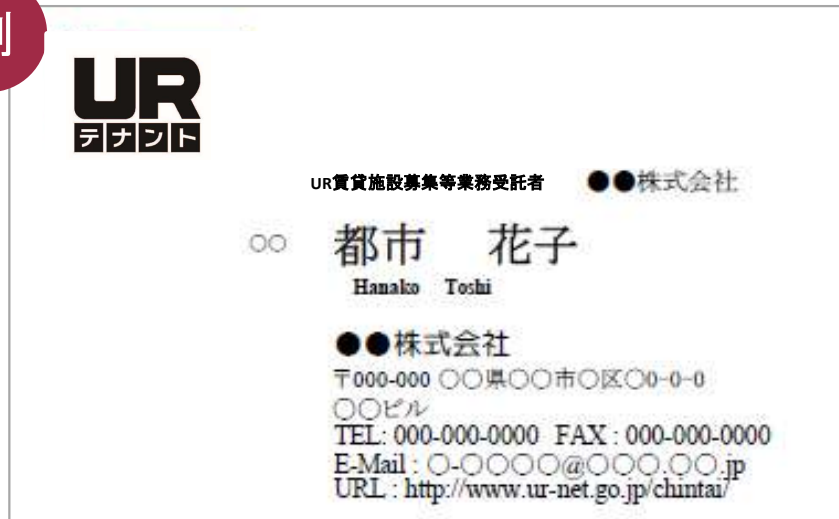 例
UR
テナント
UR賃貸施設募集等業務受託者 ●●株式会社
○○ 都市 花子
Hanako Toshi
●●株式会社
〒000-000 ○○県○○市○区○0-0-0
○○ビル
TEL: 000-000-0000 FAX : 000-000-0000
E-Mail : ○-○○○○@○○○.○○.jp
URL : http://www.ur-net.go.jp/chintai/